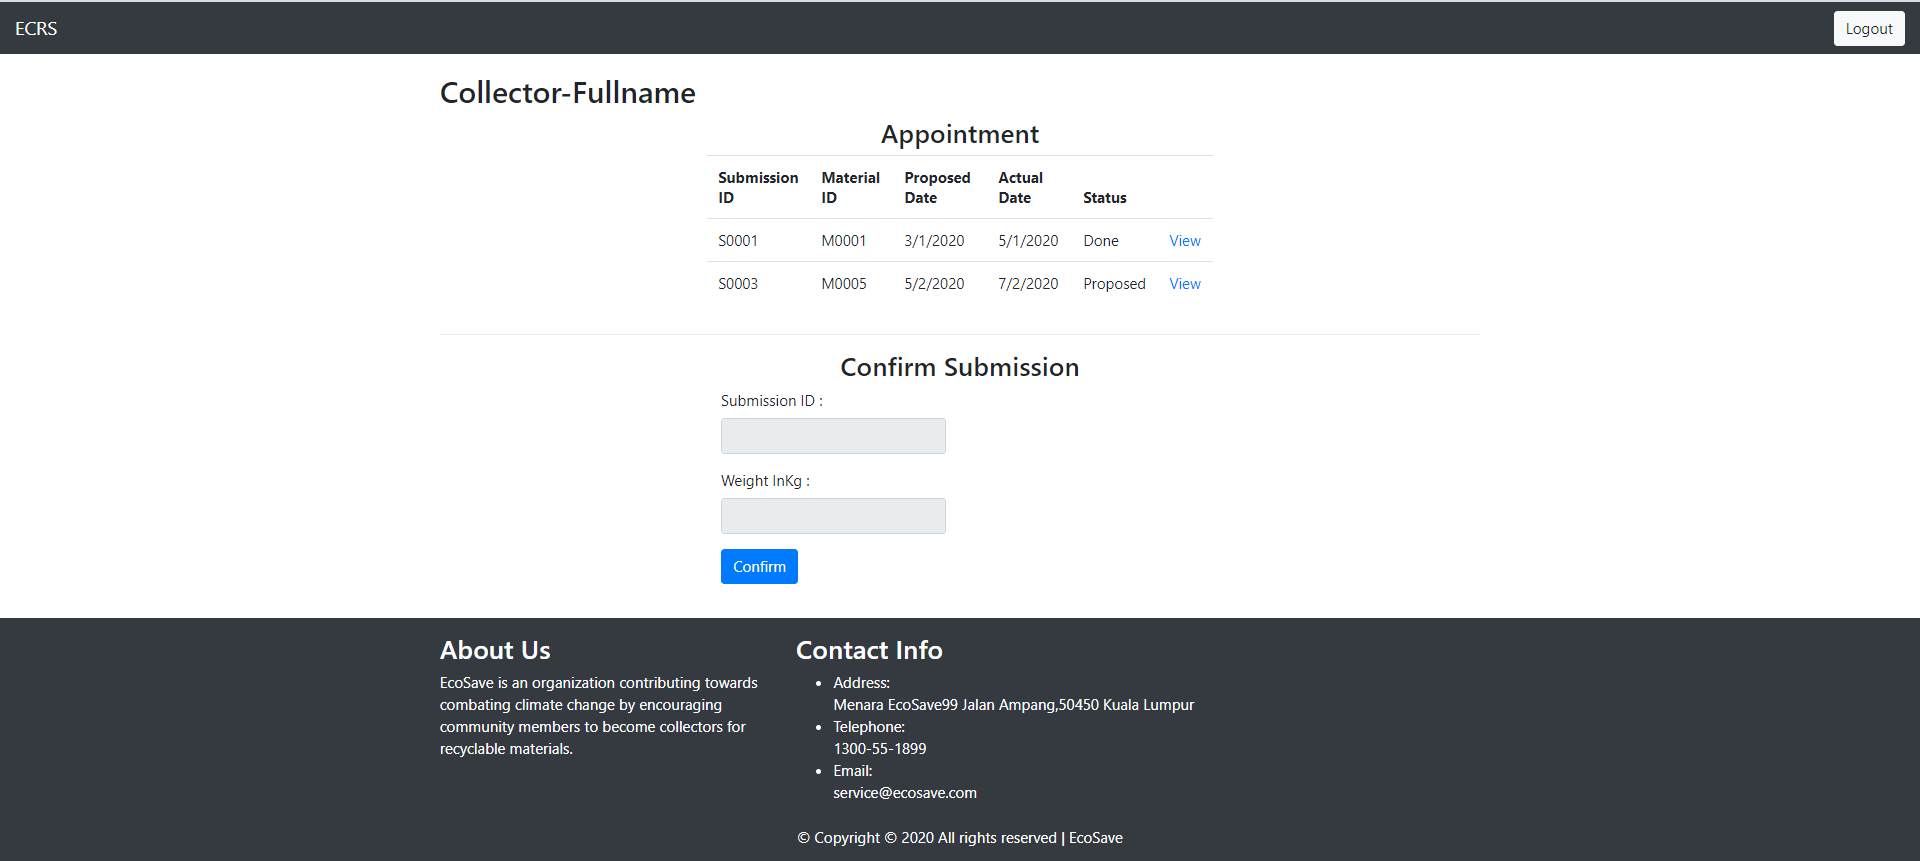 ECRS
Logout
Collector-Fullname
Appointment
Submission ID Material ID Proposed Date Actual Date Status
S0001 M0001 3/1/2020 5/1/2020 Done View
S0003 M0005 5/2/2020 7/2/2020 Proposed View
Confirm Submission
Submission ID :
Weight InKg :
Confirm
About Us
EcoSave is an organization contributing towards
combating climate change by encouraging
community members to become collectors for
recyclable materials.
Contact Info
• Address:
Menara EcoSave99 Jalan Ampang,50450 Kuala Lumpur
• Telephone:
1300-55-1899
• Email:
service@ecosave.com
© Copyright © 2020 All rights reserved | EcoSave